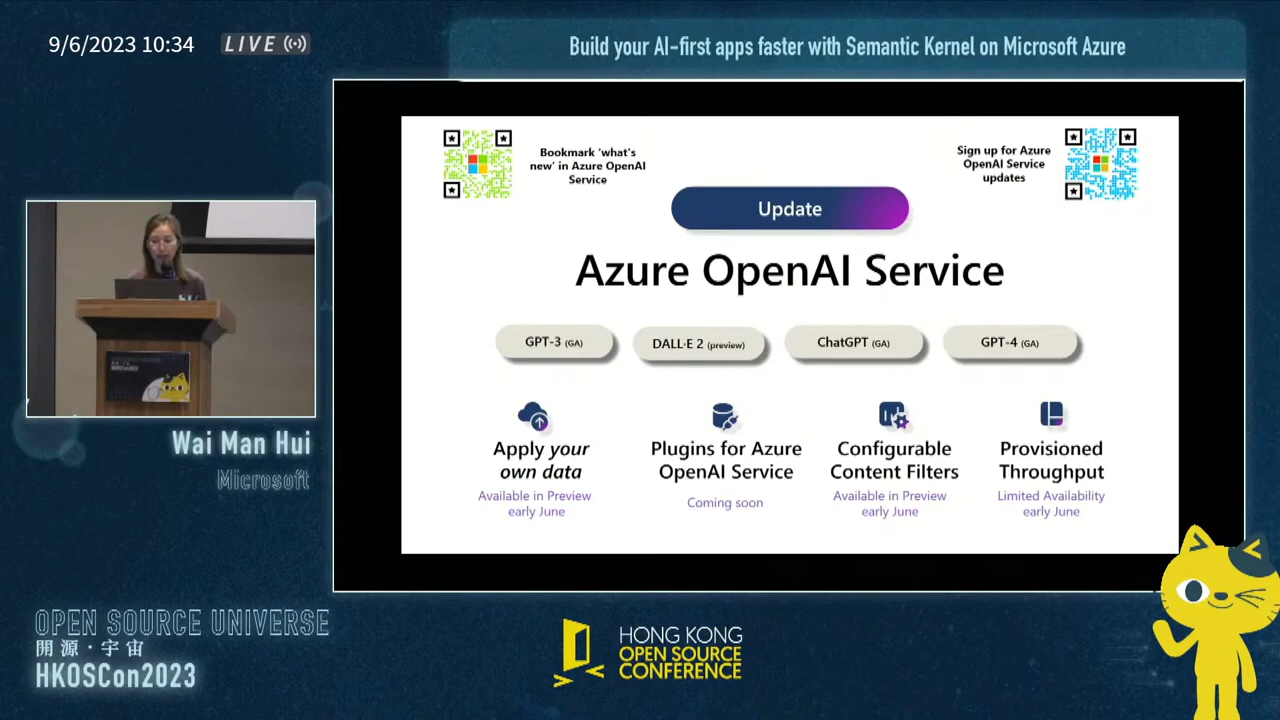 9/6/2023 10:34
LIVE
Build your AI-first apps faster with Semantic Kernel on Microsoft Azure
Bookmark ‘what's
new’ in Azure OpenAI
Service
Sign up for Azure
OpenAI Service
updates
Update
Azure OpenAI Service
GPT-3 (GA)
DALL·E 2 (preview)
ChatGPT (GA)
GPT-4 (GA)
Apply your
own data
Available in Preview
early June
Plugins for Azure
OpenAI Service
Coming soon
Configurable
Content Filters
Available in Preview
early June
Provisioned
Throughput
Limited Availability
early June
Wai Man Hui
Microsoft
OPEN SOURCE UNIVERSE
開源·宇宙
HKOSCon2023
HONG KONG
OPEN SOURCE
CONFERENCE